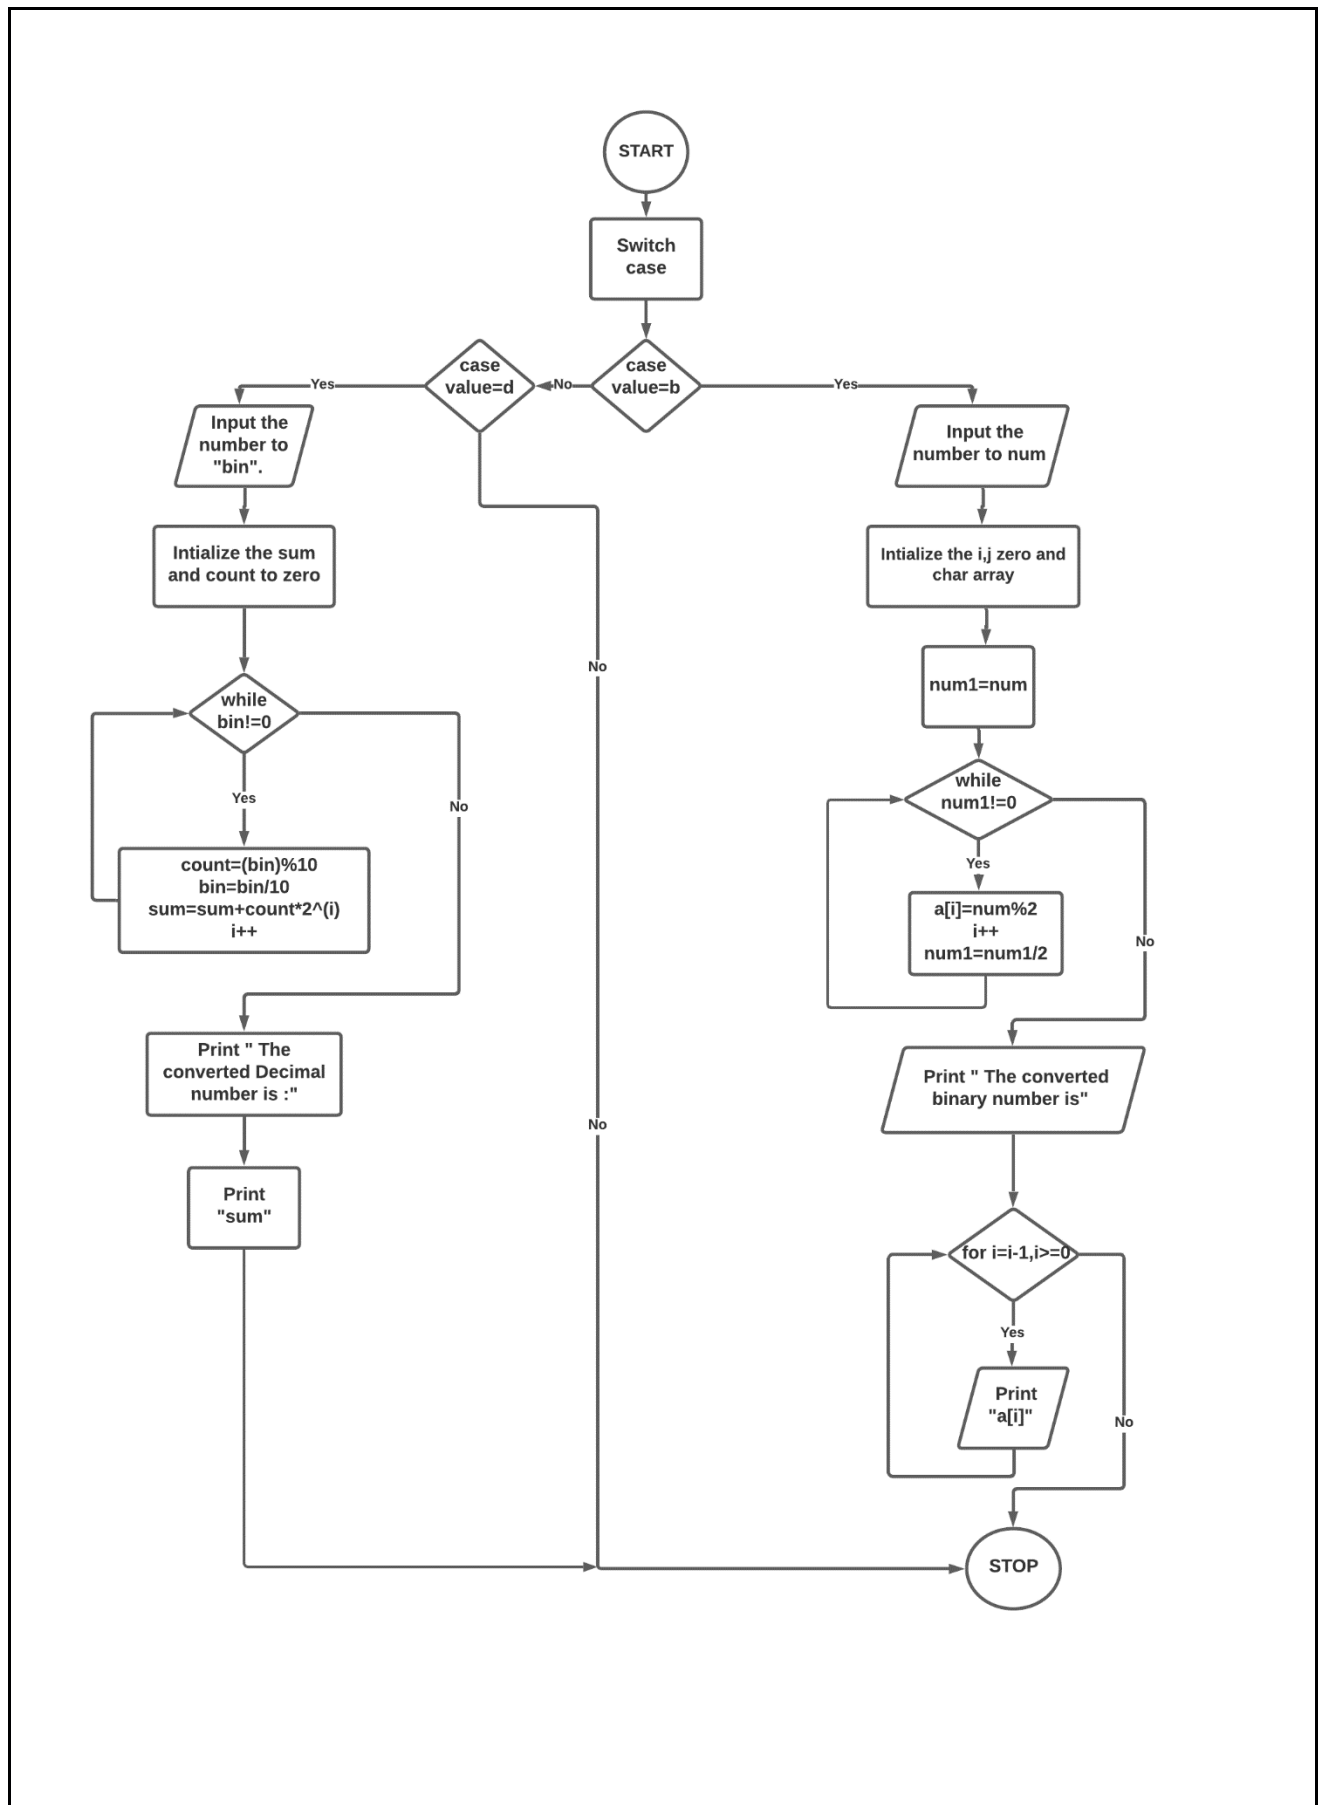 START
Switch
case
case
value=b
Yes
No
case
value=d
Yes
Input the
number to
"bin".
Intialize the sum
and count to zero
while
bin!=0
Yes
No
count=(bin)%10
bin=bin/10
sum=sum+count*2^(i)
i++
Print " The
converted Decimal
number is :"
Print
"sum"
No
No
Input the
number to num
Intialize the i,j zero and
char array
num1=num
while
num1!=0
Yes
No
a[i]=num%2
i++
num1=num1/2
Print " The converted
binary number is"
for i=i-1,i>=0
Yes
No
Print
"a[i]"
STOP